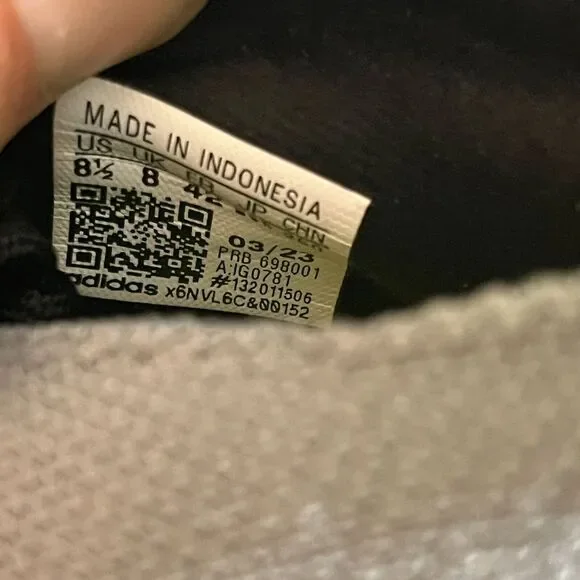 MADE IN INDONESIA
US UK FR JP CHN
8½ 8 42
03/23
PRB 698001
A:IG0781
#132011506
adidas x6NVL6C&00152